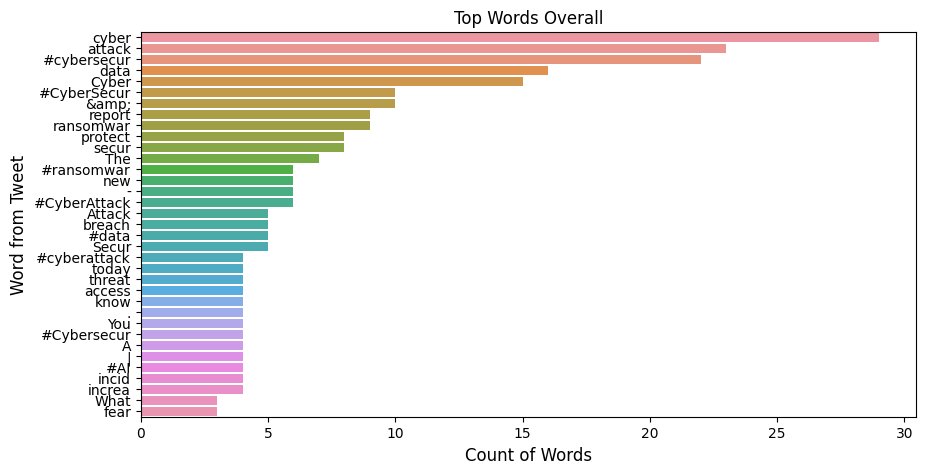 Top Words Overall
cyber
attack
#cybersecur
data
Cyber
#CyberSecur
&amp;
report
ransomwar
protect
secur
The
#ransomwar
new
-
#CyberAttack
Attack
breach
#data
Secur
#cyberattack
today
threat
access
know
.
You
#Cybersecur
A
|
#AI
incid
increa
What
fear
Word from Tweet
0 5 10 15 20 25 30
Count of Words